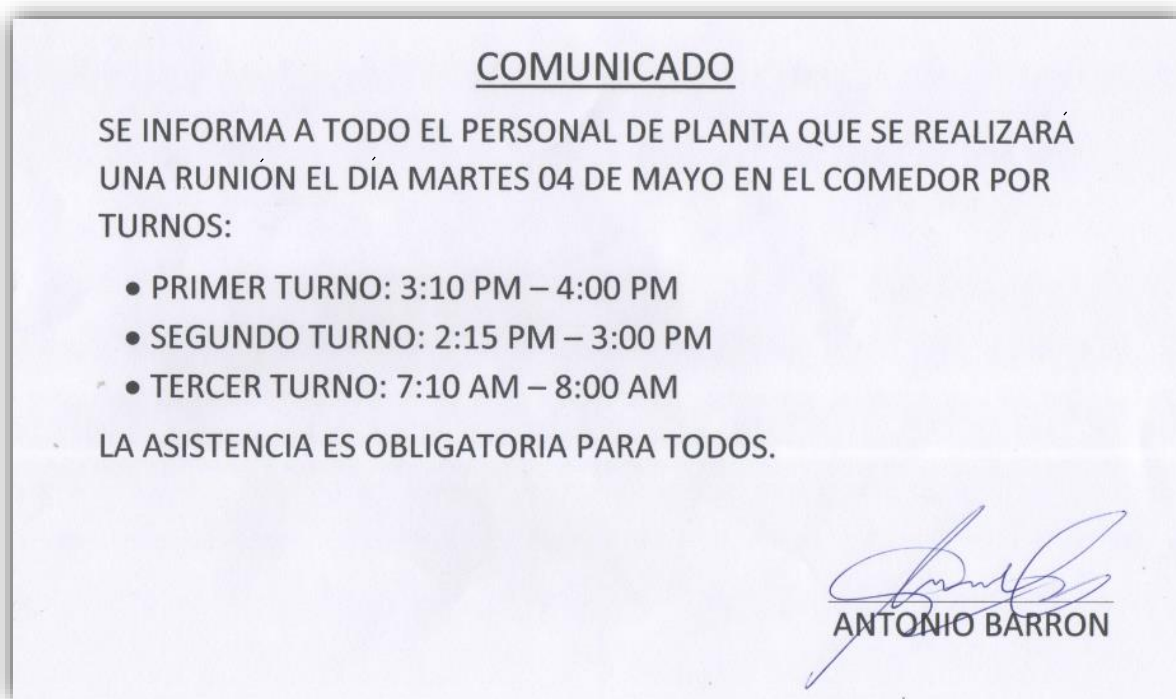 COMUNICADO
SE INFORMA A TODO EL PERSONAL DE PLANTA QUE SE REALIZARÁ
UNA RUNIÓN EL DÍA MARTES 04 DE MAYO EN EL COMEDOR POR
TURNOS:
• PRIMER TURNO: 3:10 PM – 4:00 PM
• SEGUNDO TURNO: 2:15 PM – 3:00 PM
• TERCER TURNO: 7:10 AM – 8:00 AM
LA ASISTENCIA ES OBLIGATORIA PARA TODOS.
ANTONIO BARRON